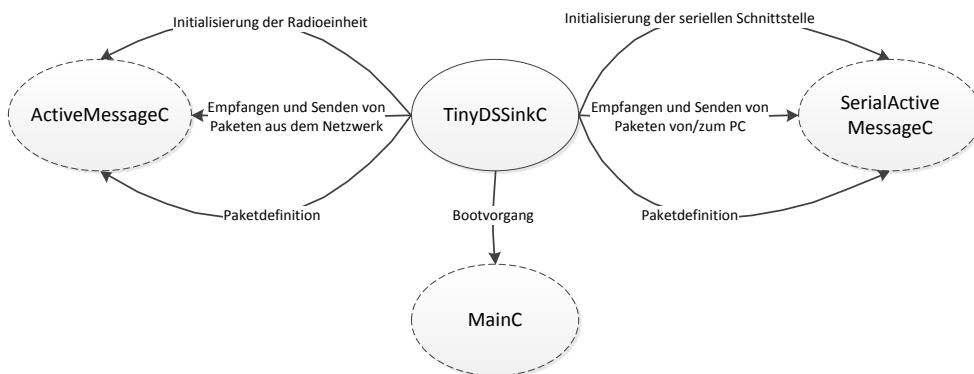 Initialisierung der Radioeinheit
Initialisierung der seriellen Schnittstelle
ActiveMessageC
Empfangen und Senden von
Paketen aus dem Netzwerk
TinyDSSinkC
Empfangen und Senden von
Paketen von/zum PC
SerialActive
MessageC
Paketdefinition
Bootvorgang
Paketdefinition
MainC